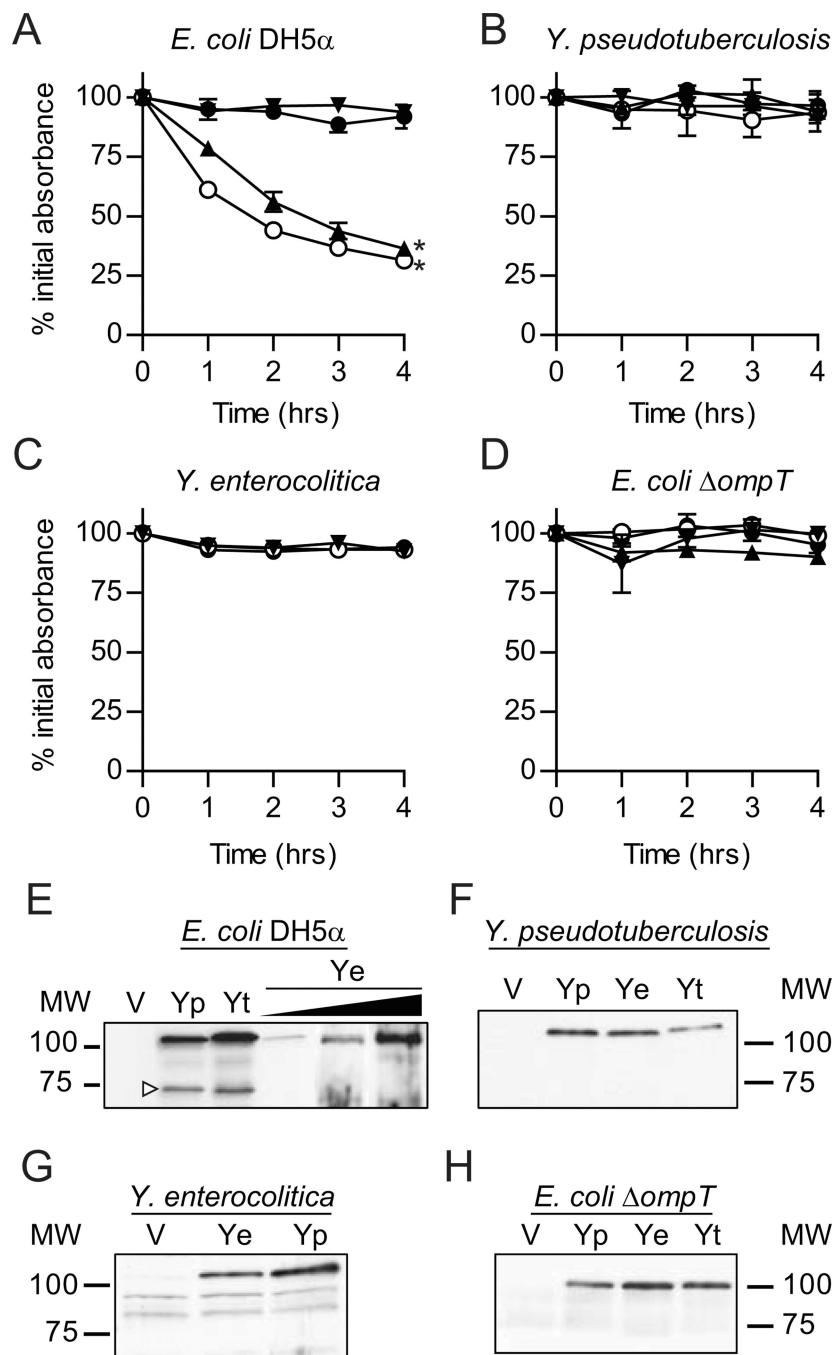 A
E. coli DH5α
% initial absorbance
100
75
50
25
0
*
*
0 1 2 3 4
Time (hrs)
B
Y. pseudotuberculosis
100
75
50
25
0
0 1 2 3 4
Time (hrs)
C
Y. enterocolitica
% initial absorbance
100
75
50
25
0
0 1 2 3 4
Time (hrs)
D
E. coli ΔompT
100
75
50
25
0
0 1 2 3 4
Time (hrs)
E
E. coli DH5α
Ye
MW V Yp Yt
100
75
F
Y. pseudotuberculosis
V Yp Ye Yt MW
100
75
G
Y. enterocolitica
MW V Ye Yp
100
75
H
E. coli ΔompT
V Yp Ye Yt MW
100
75